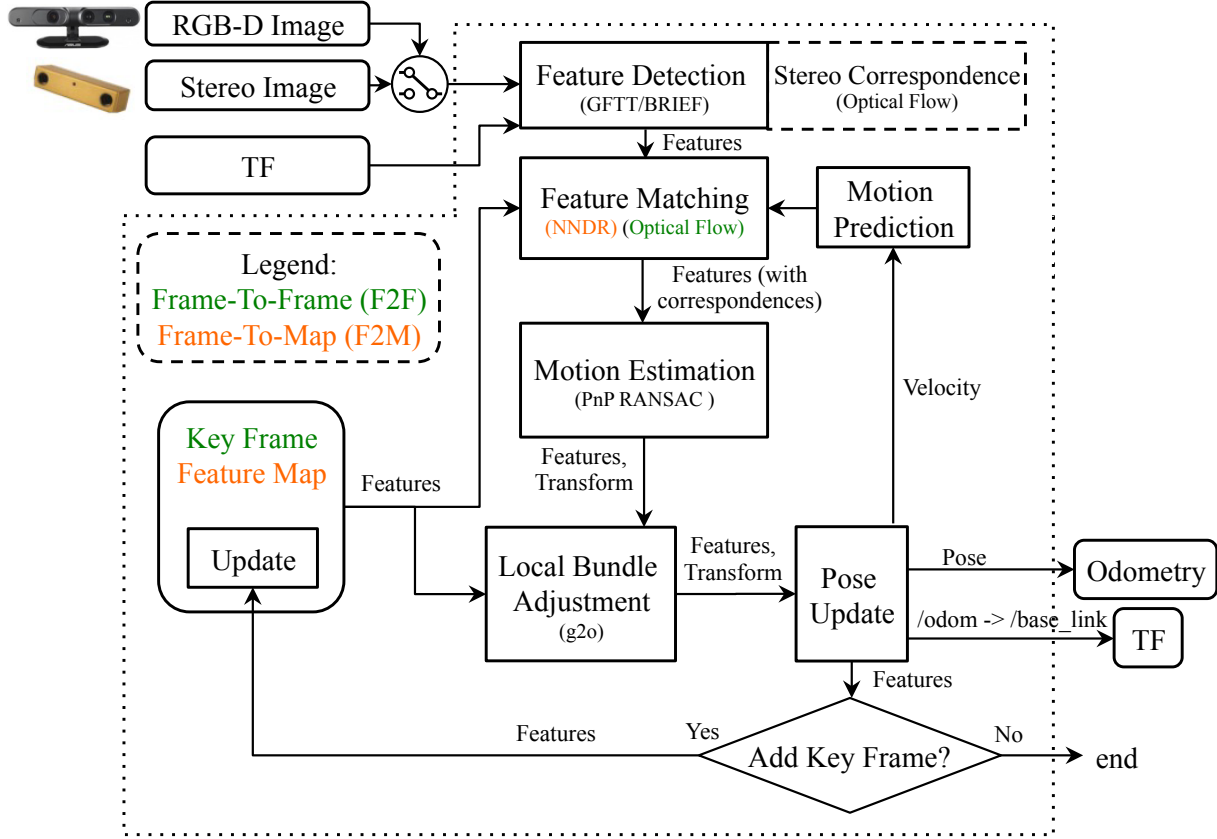 RGB-D Image
Stereo Image
TF
Feature Detection
(GFTT/BRIEF)
Stereo Correspondence
(Optical Flow)
Features
Feature Matching
(NNDR) (Optical Flow)
Motion
Prediction
Legend:
Frame-To-Frame (F2F)
Frame-To-Map (F2M)
Features (with
correspondences)
Motion Estimation
(PnP RANSAC )
Velocity
Key Frame
Feature Map
Update
Features
Features,
Transform
Local Bundle
Adjustment
(g2o)
Features,
Transform
Pose
Update
Pose
Odometry
/odom -> /base_link
TF
Features
Add Key Frame?
Yes
Features
No
end